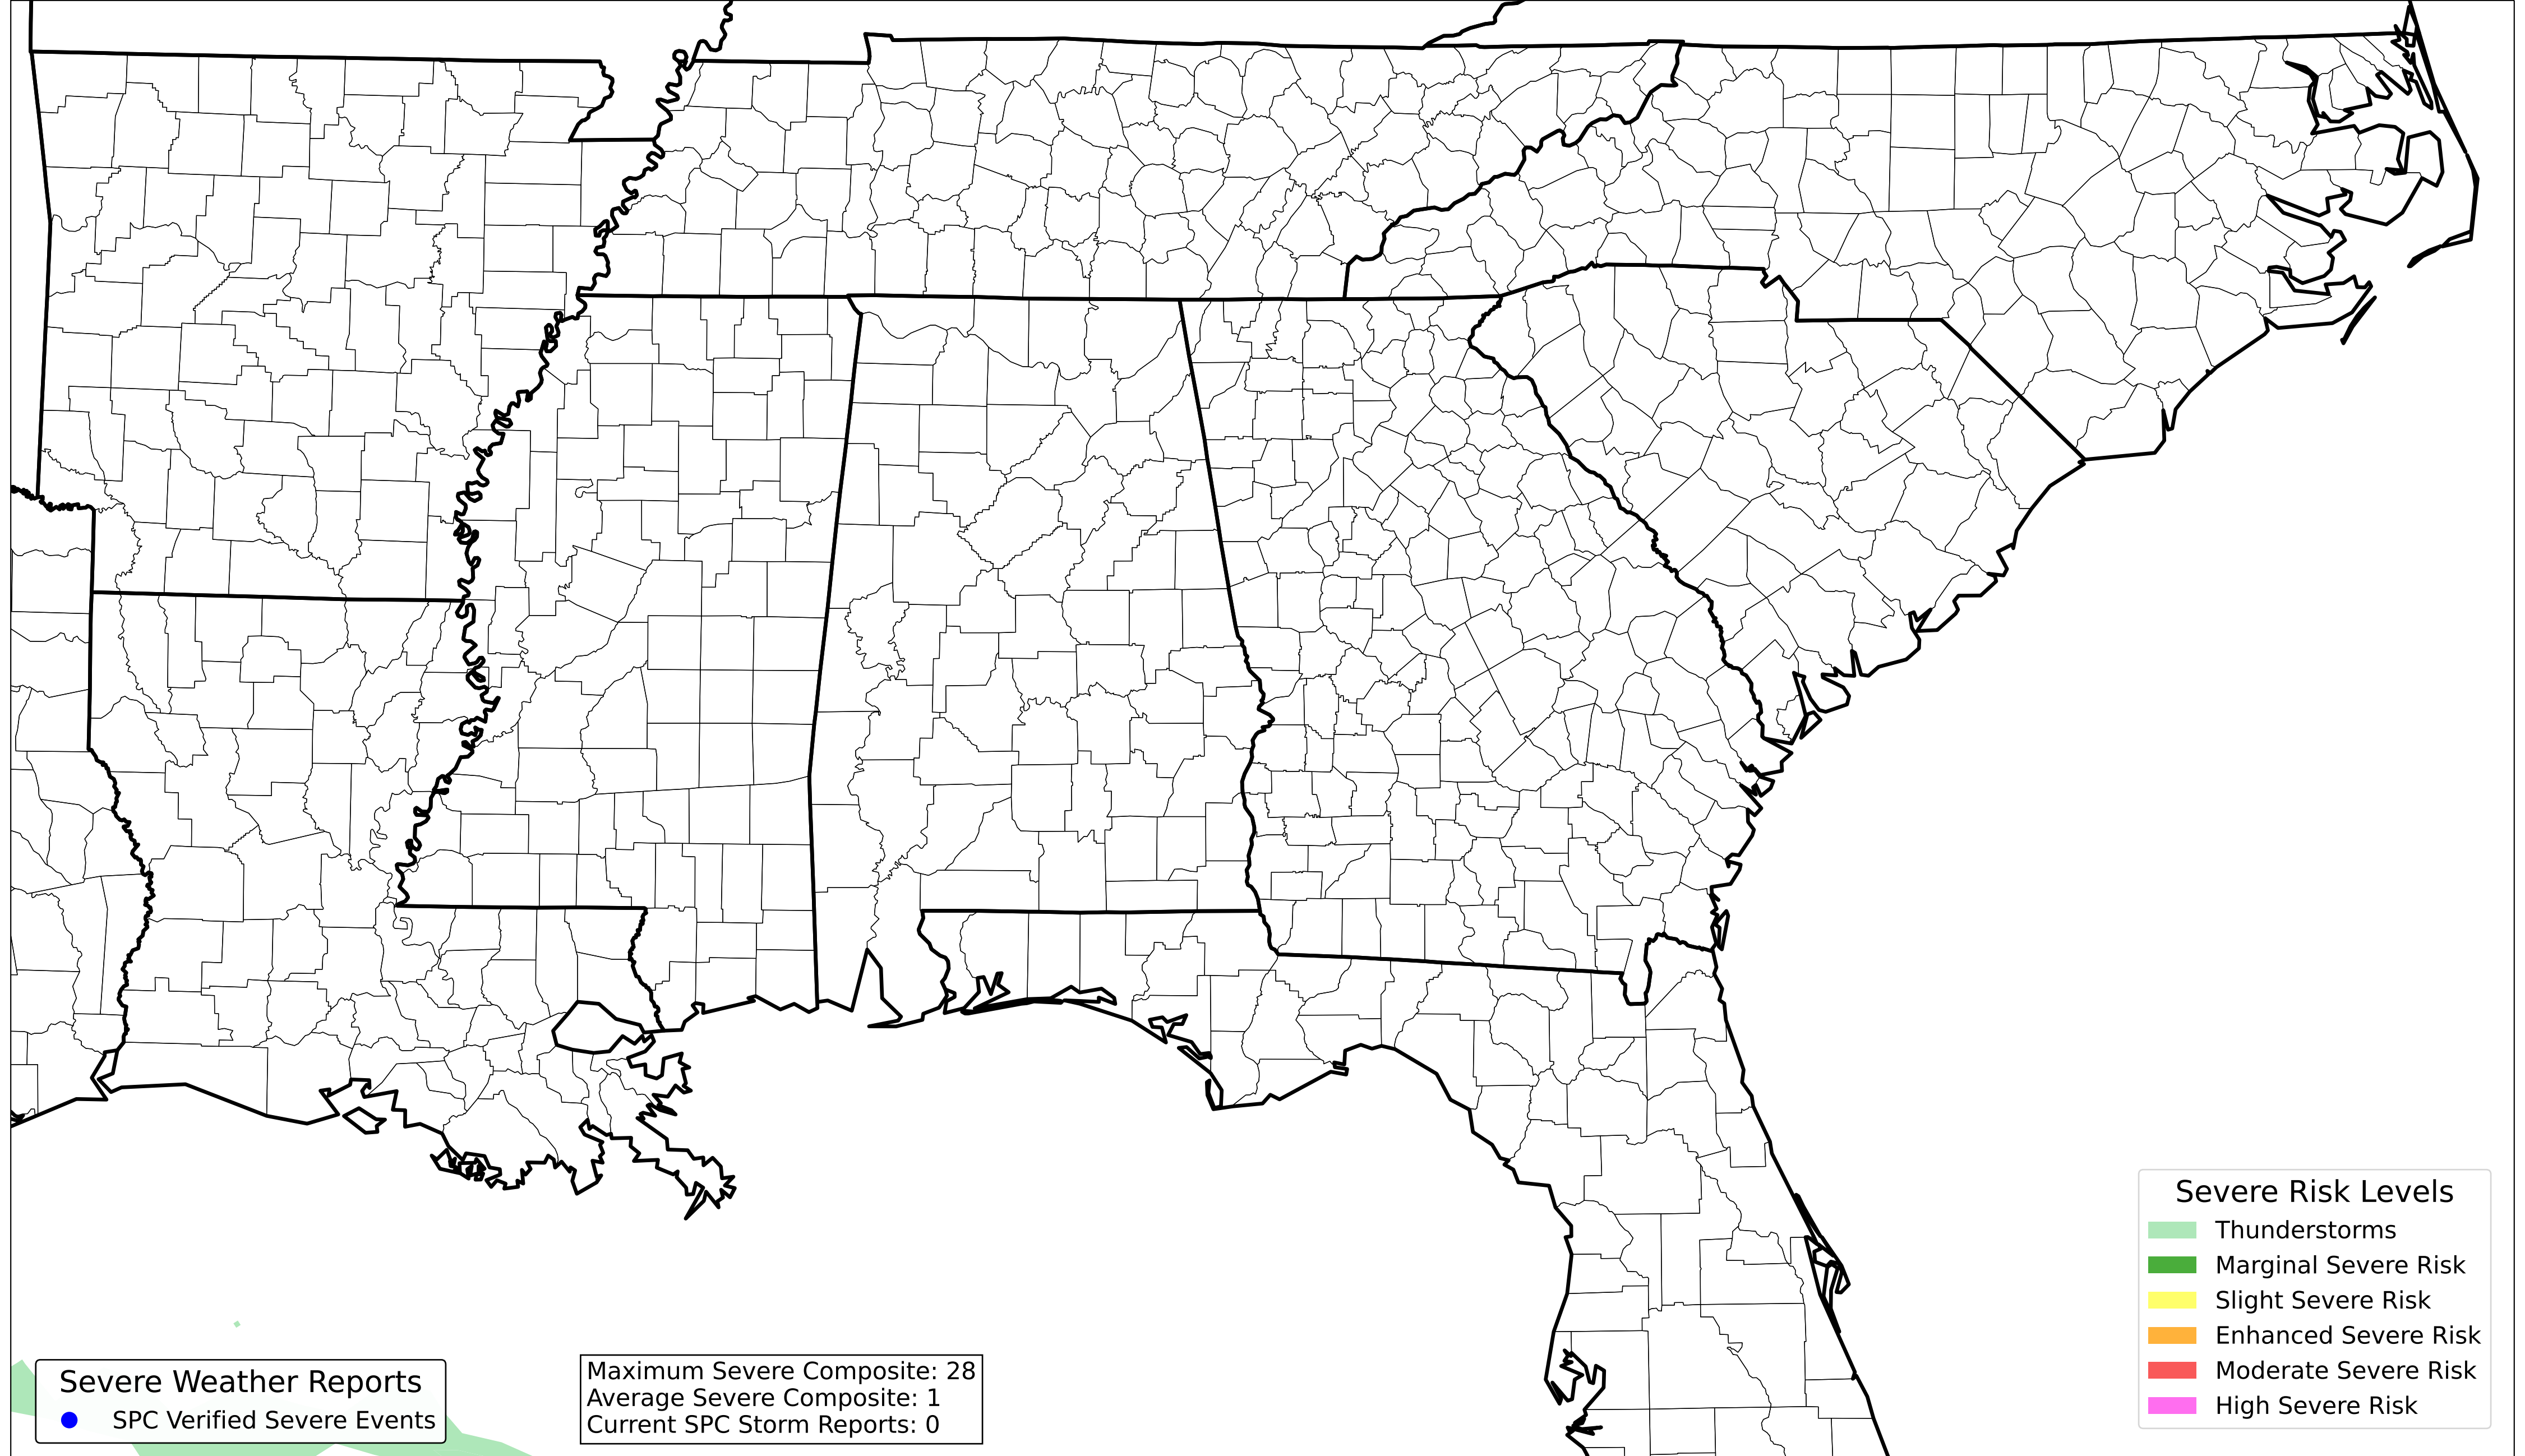 Severe Weather Reports
SPC Verified Severe Events
Maximum Severe Composite: 28
Average Severe Composite: 1
Current SPC Storm Reports: 0
Severe Risk Levels
Thunderstorms
Marginal Severe Risk
Slight Severe Risk
Enhanced Severe Risk
Moderate Severe Risk
High Severe Risk